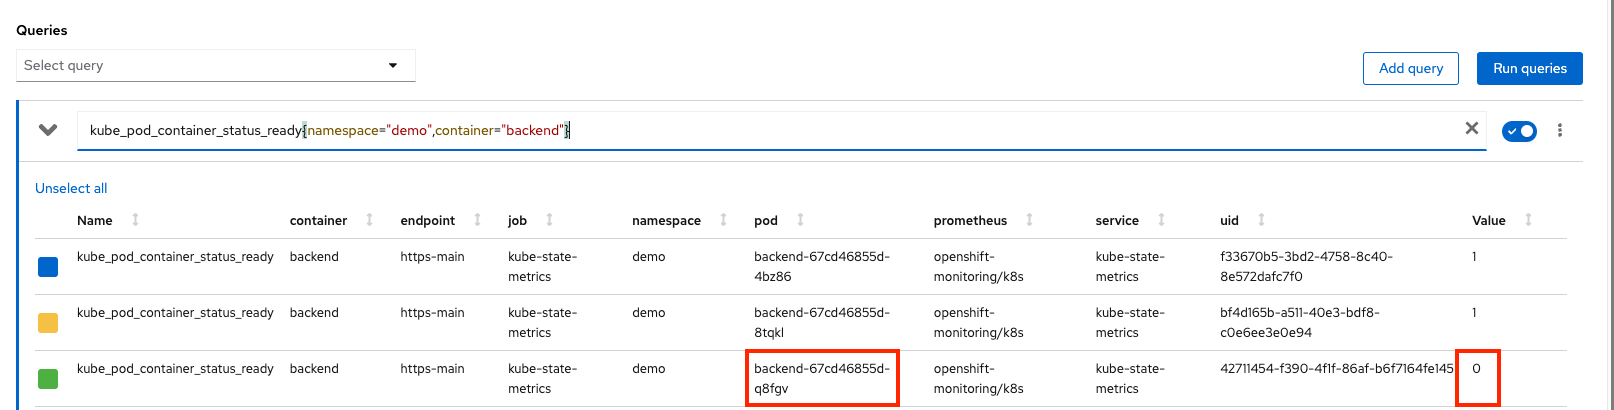 Queries
Select query
Add query
Run queries
kube_pod_container_status_ready{namespace="demo",container="backend"}
Unselect all
Name container endpoint job namespace pod prometheus service uid Value
kube_pod_container_status_ready backend https-main kube-state- demo backend-67cd46855d- openshift- kube-state- f33670b5-3bd2-4758-8c40- 1
metrics 4bz86 monitoring/k8s metrics 8e572dafc7f0
kube_pod_container_status_ready backend https-main kube-state- demo backend-67cd46855d- openshift- kube-state- bf4d165b-a511-40e3-bdf8- 1
metrics 8tqkl monitoring/k8s metrics c0e6ee3e0e94
kube_pod_container_status_ready backend https-main kube-state- demo backend-67cd46855d- openshift- kube-state- 42711454-f390-4f1f-86af-b6f7164fe145 0
metrics q8fgv monitoring/k8s metrics